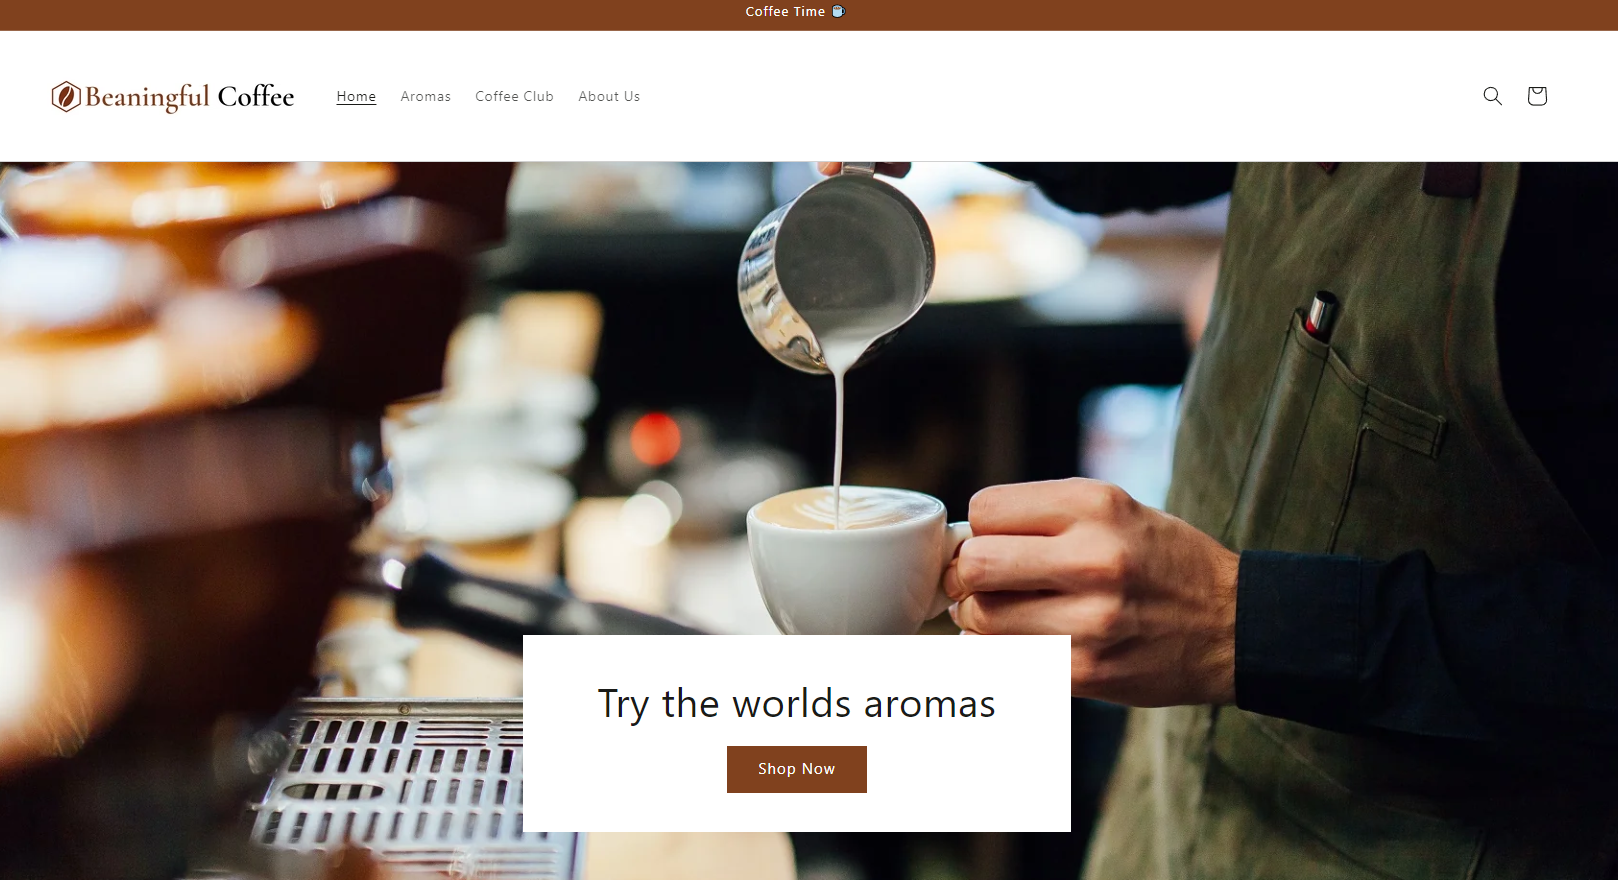 Coffee Time ☕
Beaningful Coffee
Home Aromas Coffee Club About Us
Try the worlds aromas
Shop Now